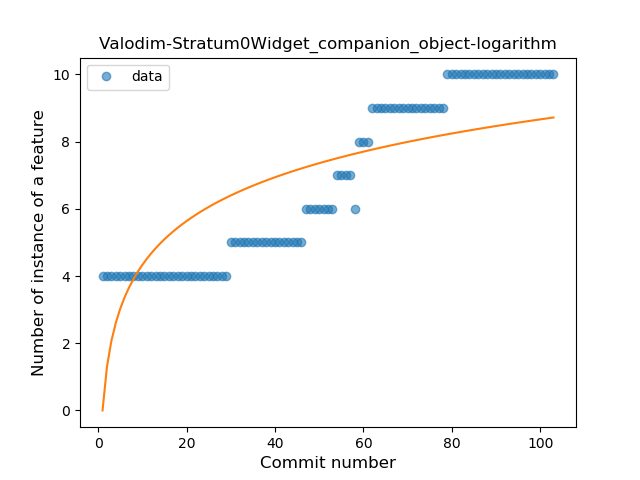 Valodim-Stratum0Widget_companion_object-logarithm
data
Number of instance of a feature
10
8
6
4
2
0
0 20 40 60 80 100
Commit number